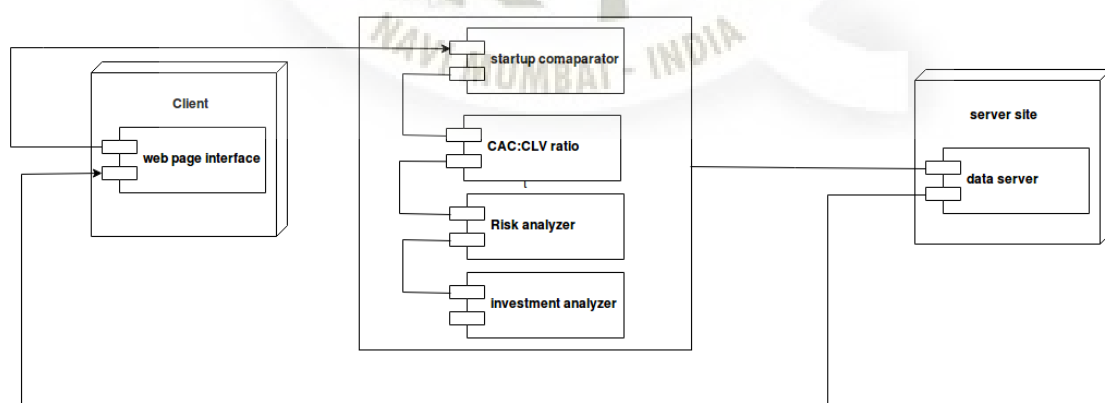 NAVI MUMBAI - INDIA
startup comaparator
Client
web page interface
CAC:CLV ratio
t
Risk analyzer
investment analyzer
server site
data server